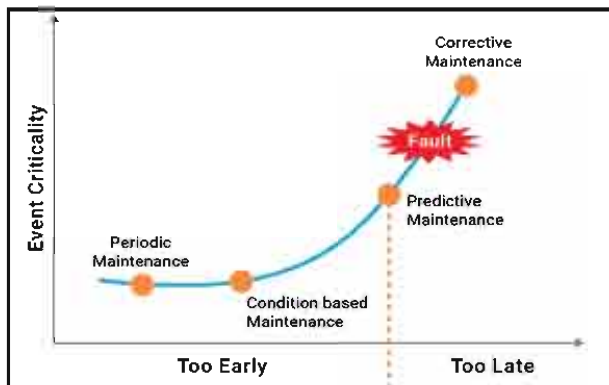 Corrective
Maintenance
Fault
Event Criticality
Predictive
Maintenance
Periodic
Maintenance
Condition based
Maintenance
Too Early
Too Late